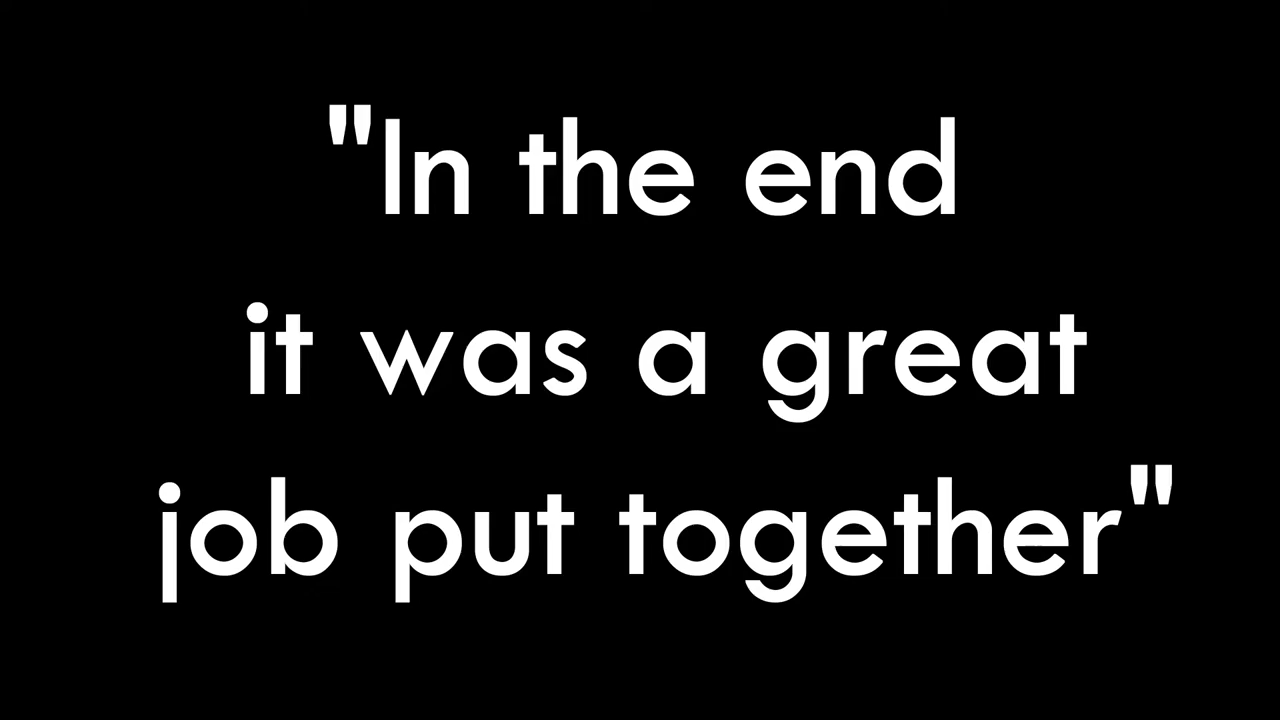 "In the end
it was a great
job put together"